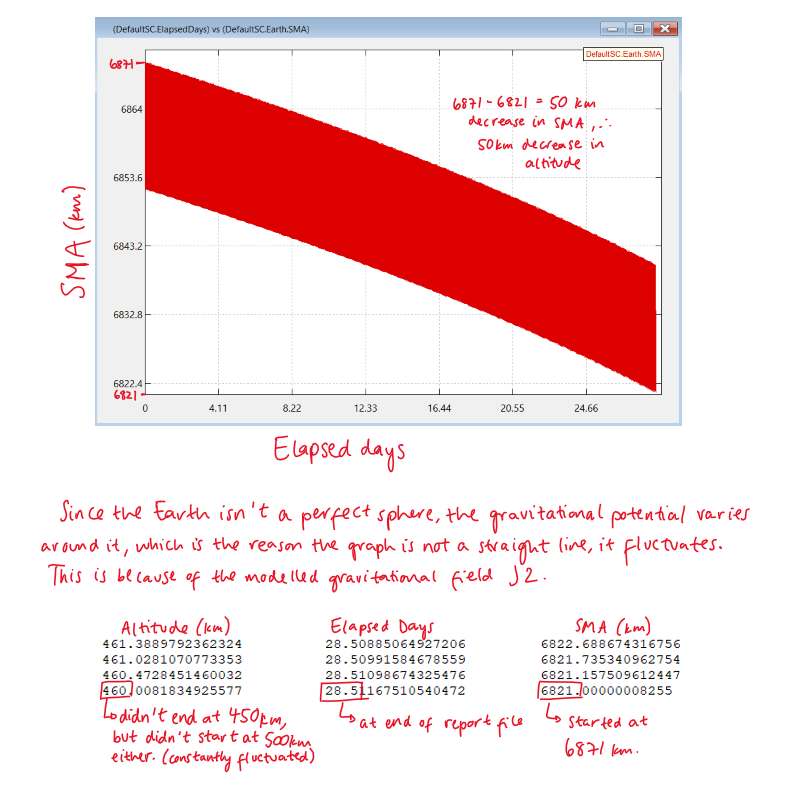 (DefaultSC.ElapsedDays) vs (DefaultSC.Earth.SMA)
DefaultSC.Earth.SMA
6871
6864
6853.6
6843.2
6832.8
6822.4
6821
SMA (km)
6871 - 6821 = 50 km
decrease in SMA, ∴
50km decrease in
altitude
0 4.11 8.22 12.33 16.44 20.55 24.66
Elapsed days
Since the Earth isn't a perfect sphere, the gravitational potential varies
around it, which is the reason the graph is not a straight line, it fluctuates.
This is because of the modelled gravitational field J2.
Altitude (km) Elapsed Days SMA (km)
461.3889792362324 28.50885064927206 6822.688674316756
461.0281070773353 28.50991584678559 6821.735340962754
460.4728451460032 28.51098674325476 6821.157509612447
460.0081834925577 28.51167510540472 6821.00000008255
didn't end at 450km,
but didn't start at 500km
either. (constantly fluctuated)
at end of report file
started at
6871 km.